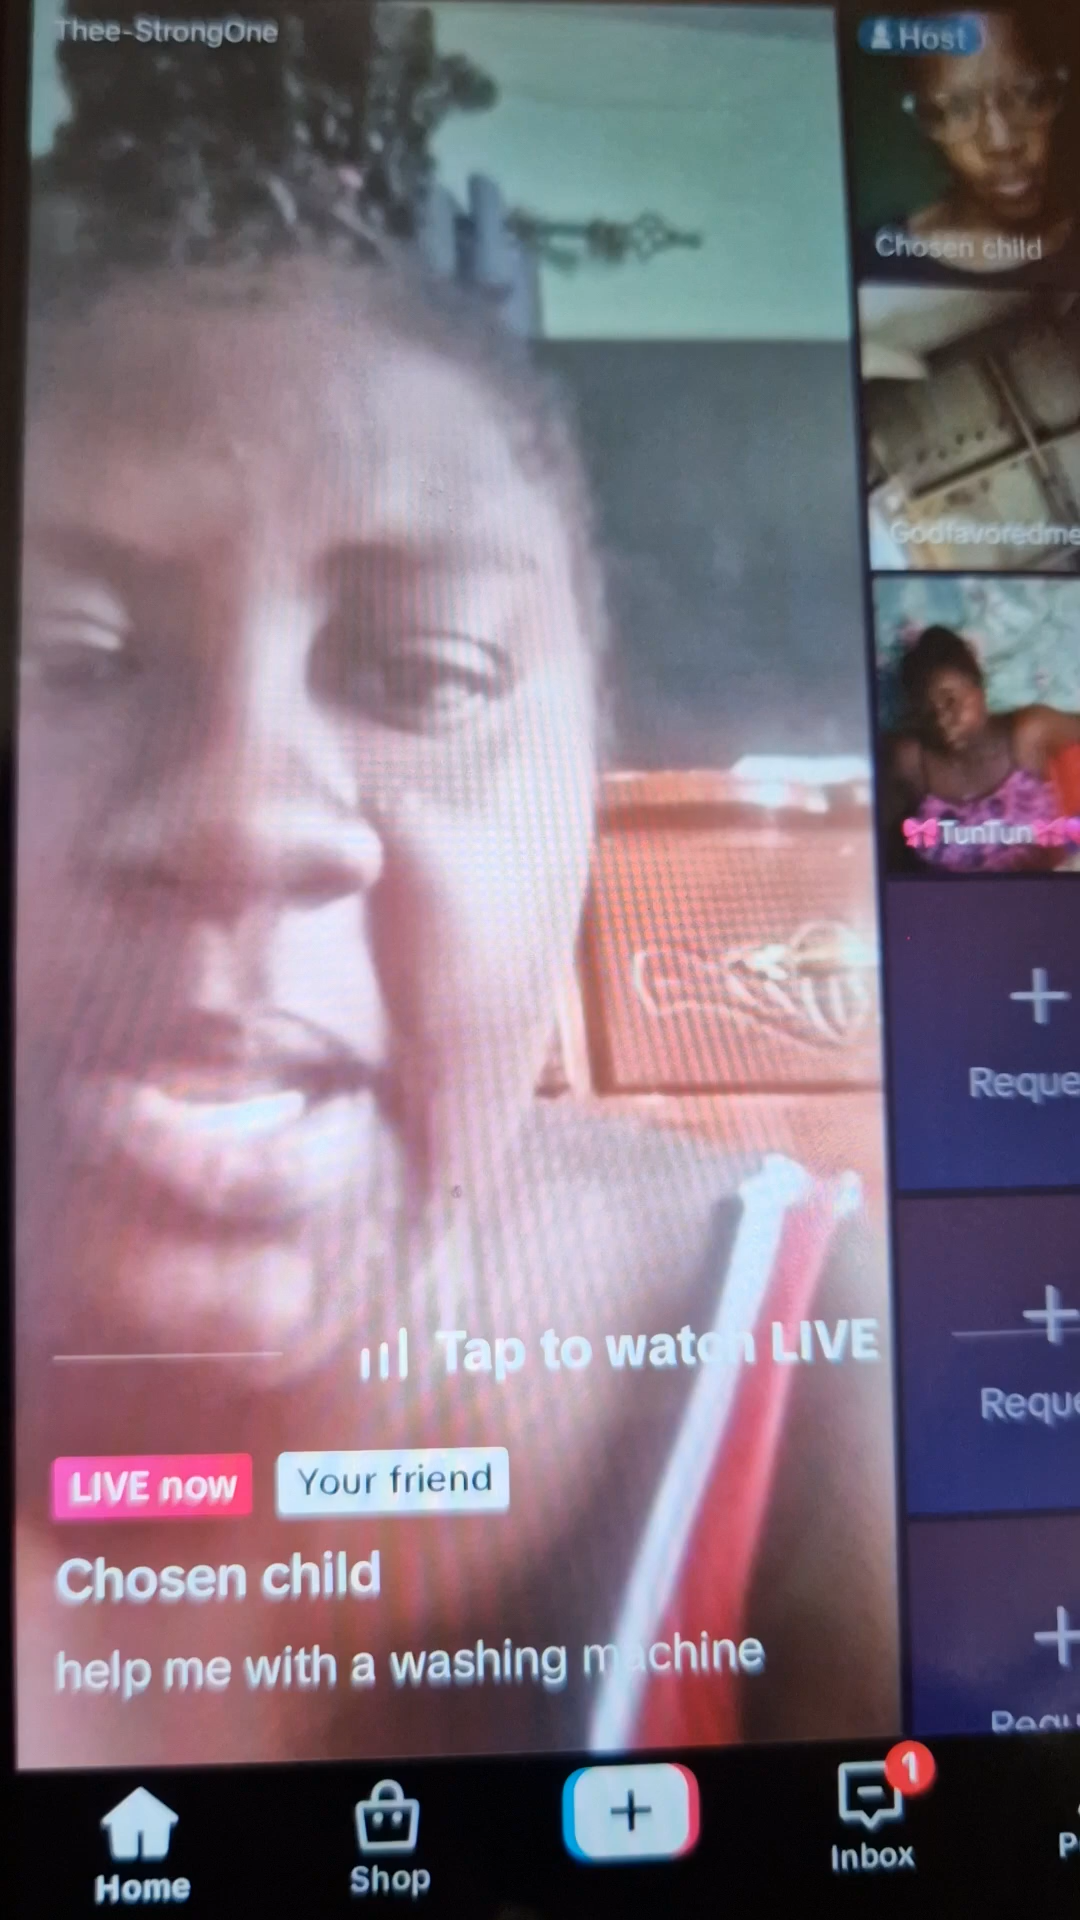 Thee-StrongOne
Host
Chosen child
Godfavoredme
TunTun
Reque
Reque
Requ
Tap to watch LIVE
LIVE now
Your friend
Chosen child
help me with a washing machine
1
Home
Shop
Inbox
P